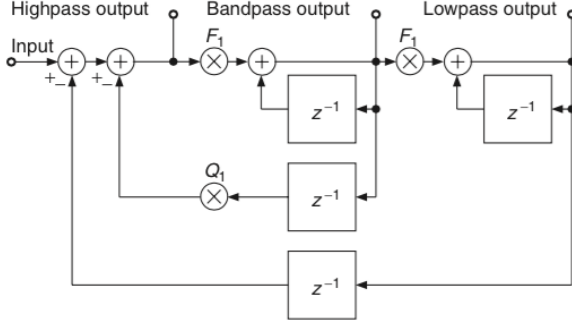 Highpass output Bandpass output Lowpass output
Input F₁ F₁
+ + × + × +
+ − + −
z⁻¹ z⁻¹
Q₁
× z⁻¹
z⁻¹